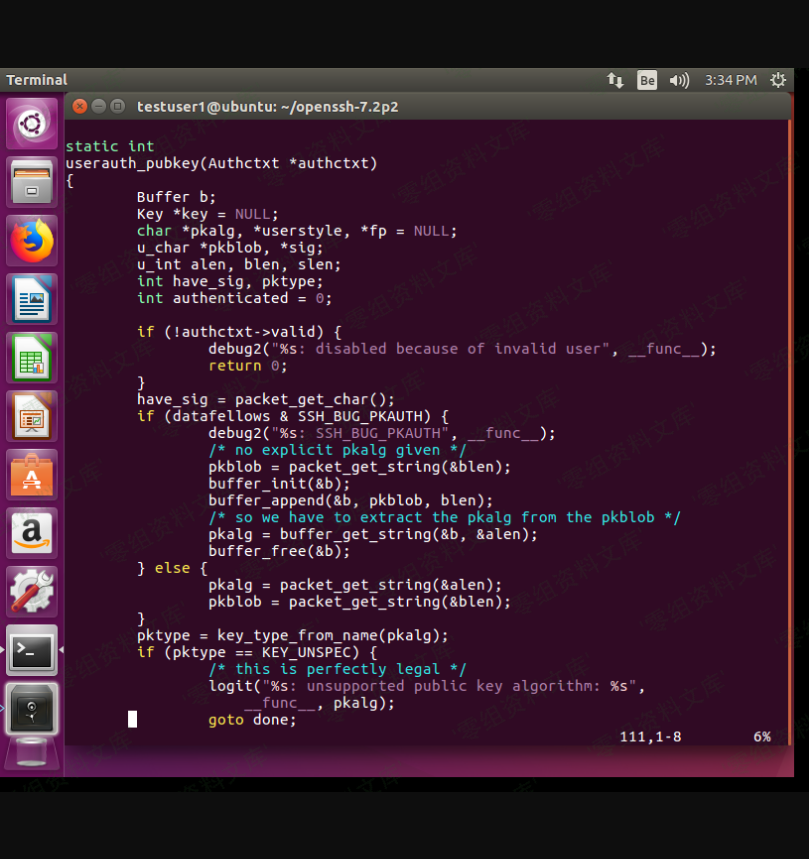 Terminal
Be
3:34 PM
testuser1@ubuntu: ~/openssh-7.2p2
static int
userauth_pubkey(Authctxt *authctxt)
{
        Buffer b;
        Key *key = NULL;
        char *pkalg, *userstyle, *fp = NULL;
        u_char *pkblob, *sig;
        u_int alen, blen, slen;
        int have_sig, pktype;
        int authenticated = 0;

        if (!authctxt->valid) {
                debug2("%s: disabled because of invalid user", __func__);
                return 0;
        }
        have_sig = packet_get_char();
        if (datafellows & SSH_BUG_PKAUTH) {
                debug2("%s: SSH_BUG_PKAUTH", __func__);
                /* no explicit pkalg given */
                pkblob = packet_get_string(&blen);
                buffer_init(&b);
                buffer_append(&b, pkblob, blen);
                /* so we have to extract the pkalg from the pkblob */
                pkalg = buffer_get_string(&b, &alen);
                buffer_free(&b);
        } else {
                pkalg = packet_get_string(&alen);
                pkblob = packet_get_string(&blen);
        }
        pktype = key_type_from_name(pkalg);
        if (pktype == KEY_UNSPEC) {
                /* this is perfectly legal */
                logit("%s: unsupported public key algorithm: %s",
                    __func__, pkalg);
                goto done;
111,1-8 6%
零组资料文库